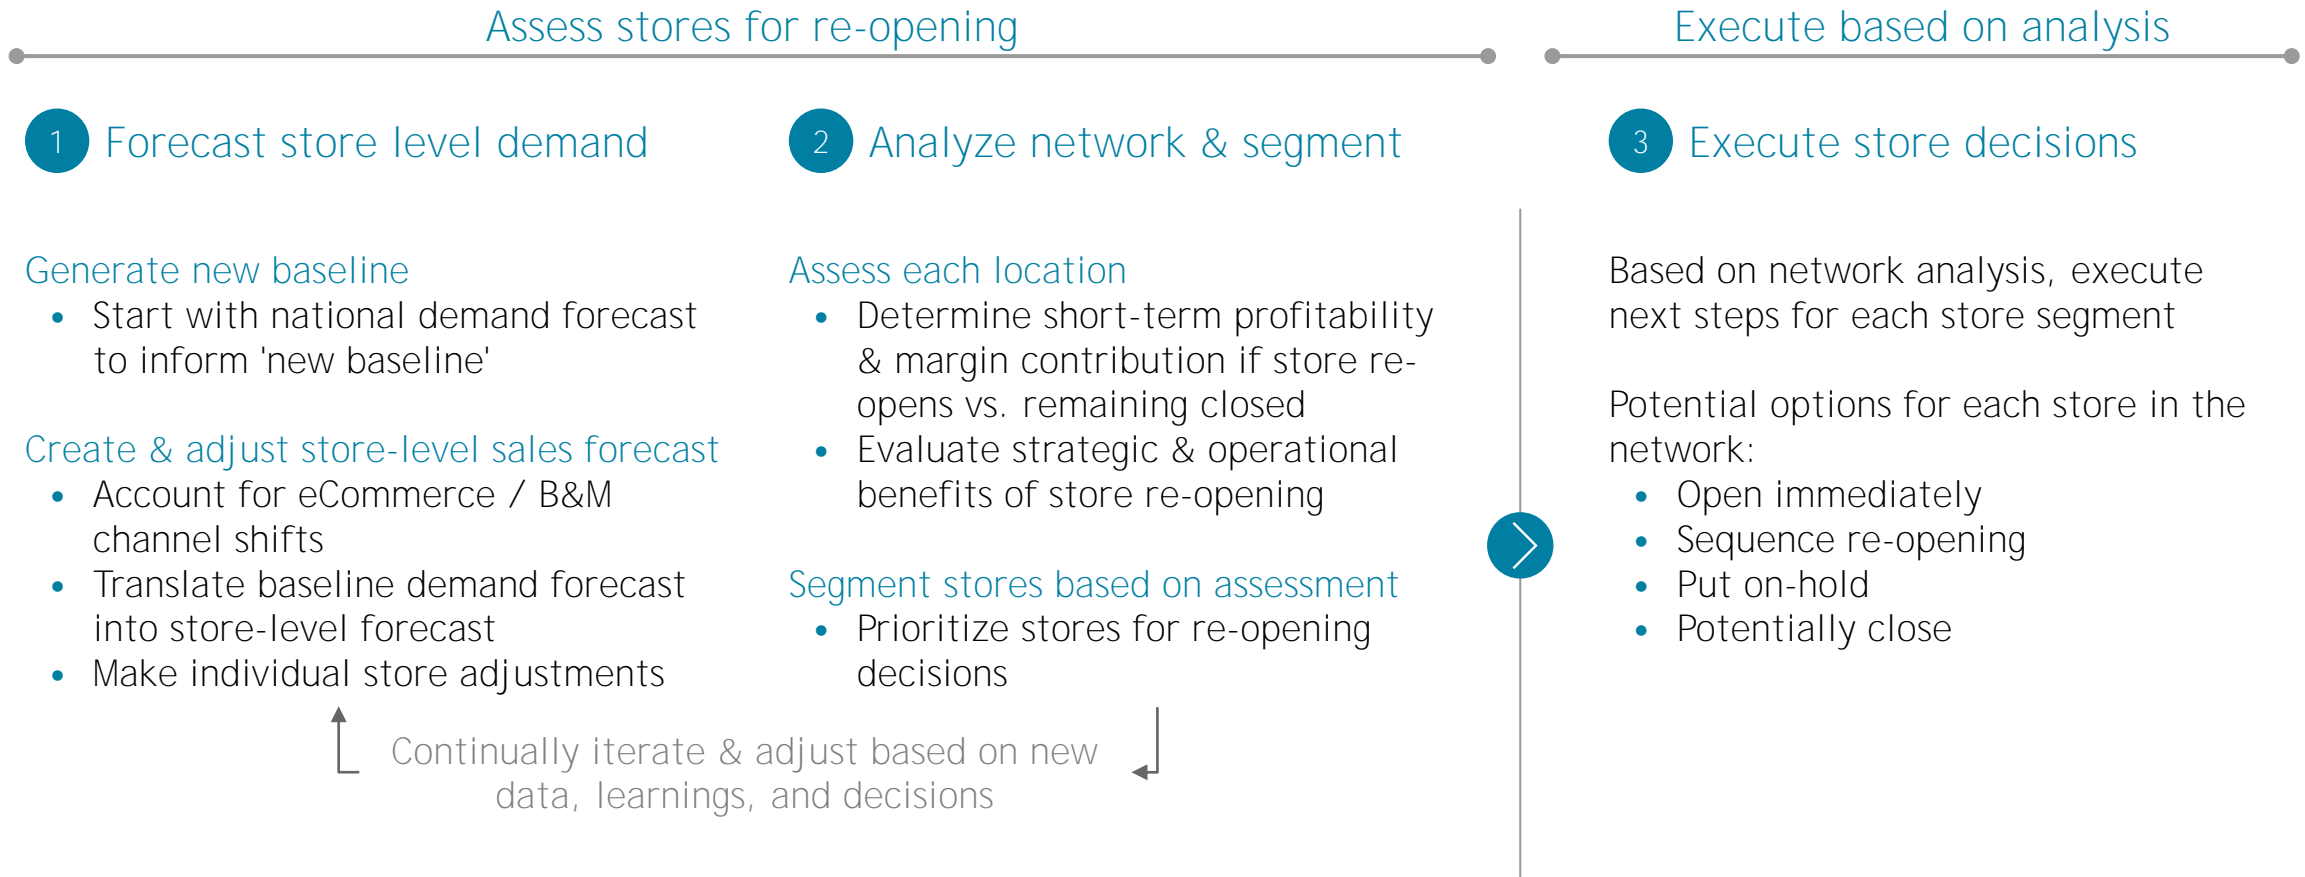 Assess stores for re-opening
Execute based on analysis
1 Forecast store level demand
Generate new baseline
• Start with national demand forecast
to inform 'new baseline'
Create & adjust store-level sales forecast
• Account for eCommerce / B&M
channel shifts
• Translate baseline demand forecast
into store-level forecast
• Make individual store adjustments
2 Analyze network & segment
Assess each location
• Determine short-term profitability
& margin contribution if store re-
opens vs. remaining closed
• Evaluate strategic & operational
benefits of store re-opening
Segment stores based on assessment
• Prioritize stores for re-opening
decisions
Continually iterate & adjust based on new
data, learnings, and decisions
3 Execute store decisions
Based on network analysis, execute
next steps for each store segment
Potential options for each store in the
network:
• Open immediately
• Sequence re-opening
• Put on-hold
• Potentially close